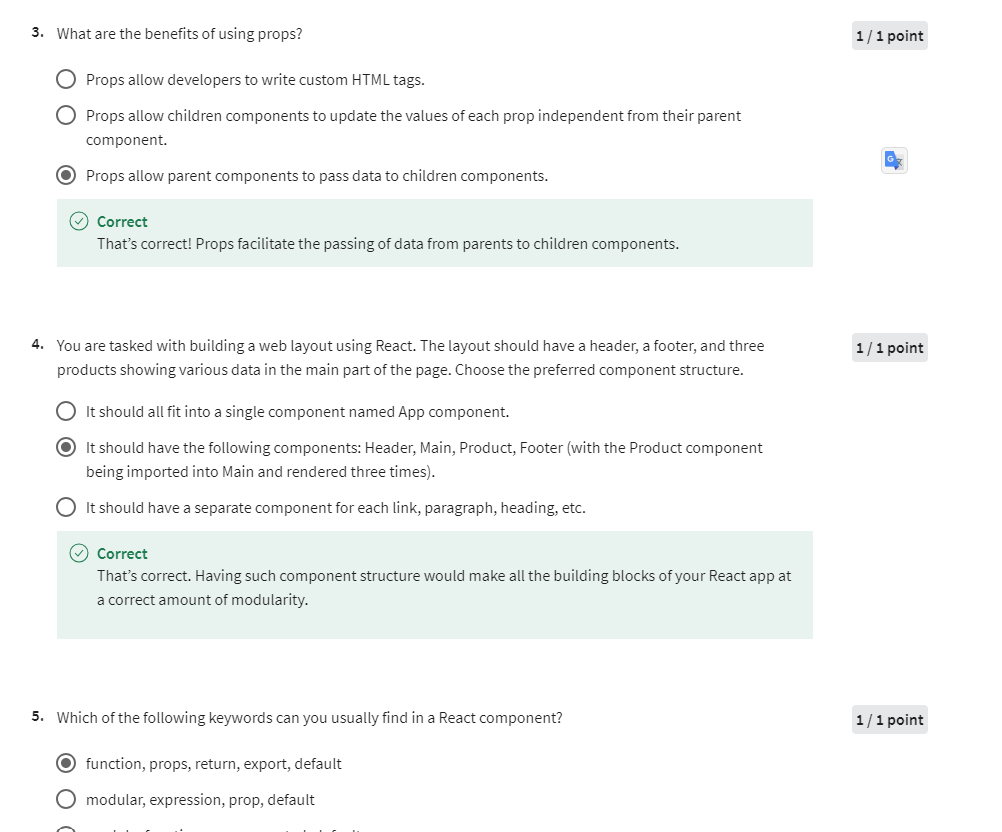 3. What are the benefits of using props?
1 / 1 point
Props allow developers to write custom HTML tags.
Props allow children components to update the values of each prop independent from their parent
component.
Props allow parent components to pass data to children components.
Correct
That’s correct! Props facilitate the passing of data from parents to children components.
4. You are tasked with building a web layout using React. The layout should have a header, a footer, and three
1 / 1 point
products showing various data in the main part of the page. Choose the preferred component structure.
It should all fit into a single component named App component.
It should have the following components: Header, Main, Product, Footer (with the Product component
being imported into Main and rendered three times).
It should have a separate component for each link, paragraph, heading, etc.
Correct
That’s correct. Having such component structure would make all the building blocks of your React app at
a correct amount of modularity.
5. Which of the following keywords can you usually find in a React component?
1 / 1 point
function, props, return, export, default
modular, expression, prop, default